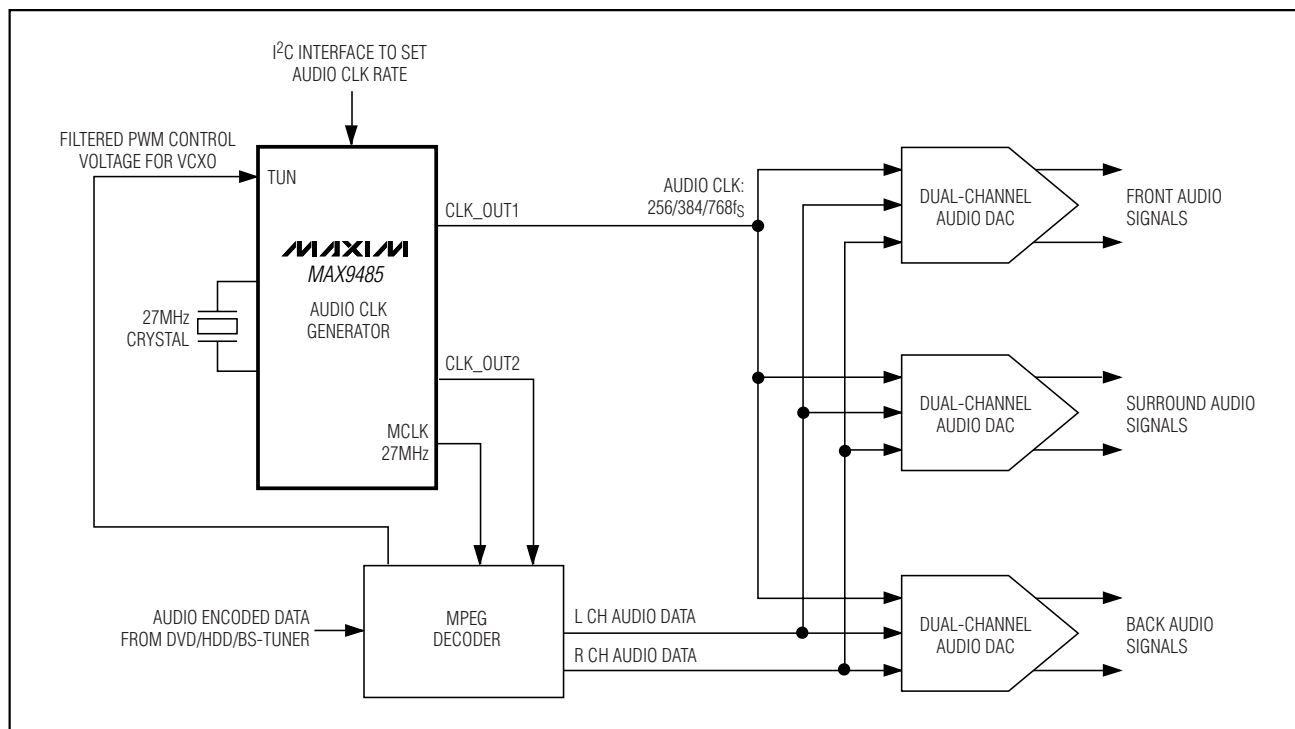 I²C INTERFACE TO SET
AUDIO CLK RATE
FILTERED PWM CONTROL
VOLTAGE FOR VCXO
TUN
CLK_OUT1
MAXIM
MAX9485
AUDIO CLK
GENERATOR
27MHz
CRYSTAL
CLK_OUT2
MCLK
27MHz
AUDIO CLK:
256/384/768fS
DUAL-CHANNEL
AUDIO DAC
FRONT AUDIO
SIGNALS
DUAL-CHANNEL
AUDIO DAC
SURROUND AUDIO
SIGNALS
AUDIO ENCODED DATA
FROM DVD/HDD/BS-TUNER
MPEG
DECODER
L CH AUDIO DATA
R CH AUDIO DATA
DUAL-CHANNEL
AUDIO DAC
BACK AUDIO
SIGNALS